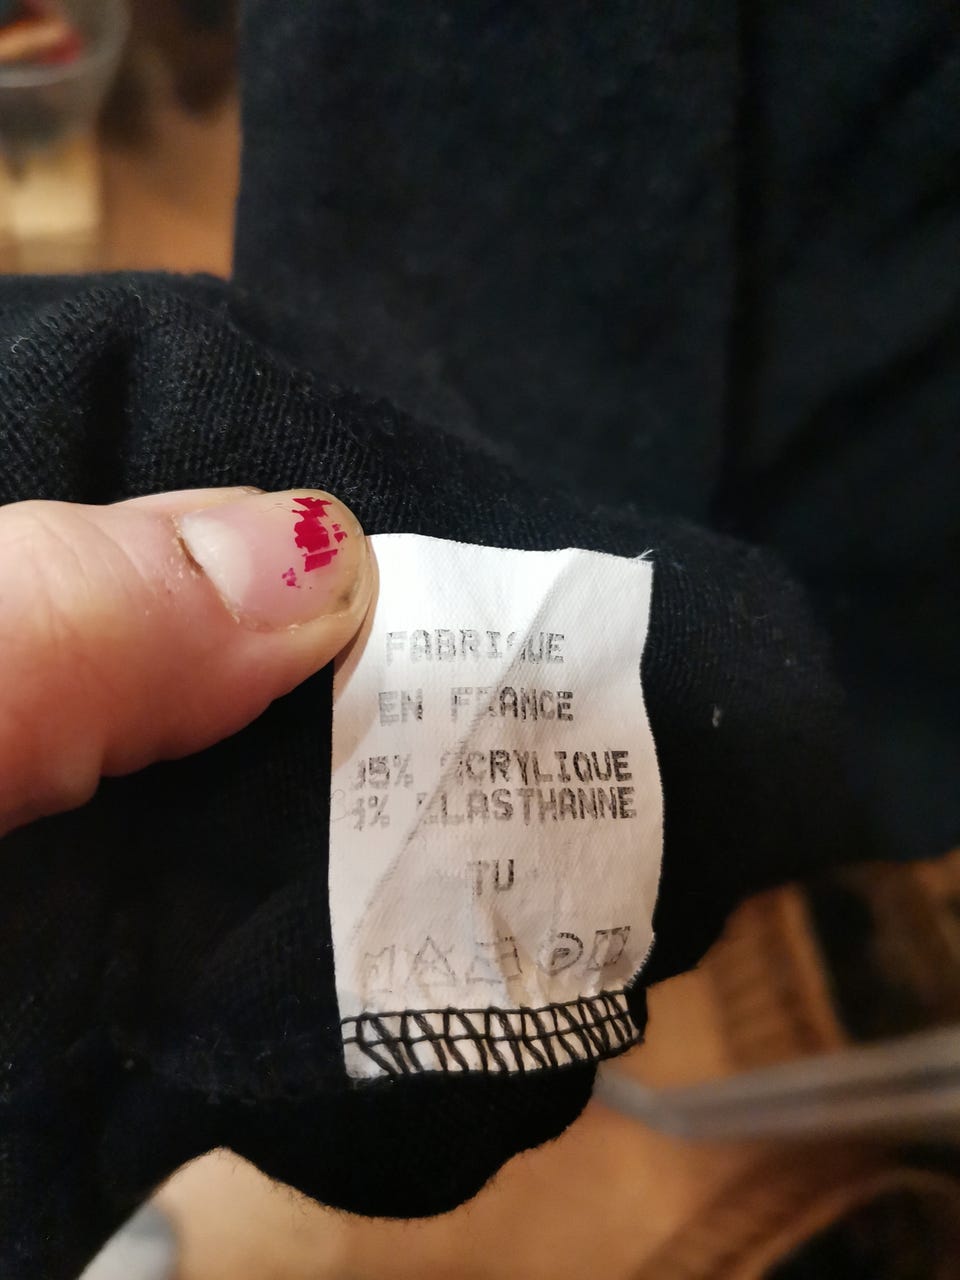 FABRIQUE
EN FRANCE
ACRYLIQUE
ELASTHANNE
TU